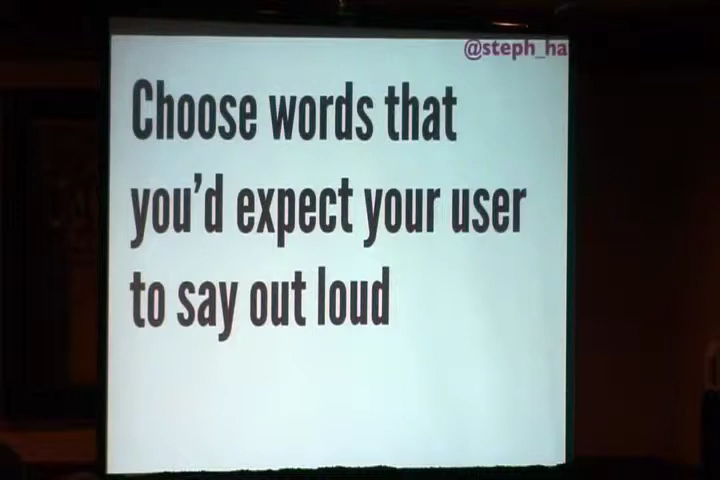 @steph_ha
Choose words that
you'd expect your user
to say out loud